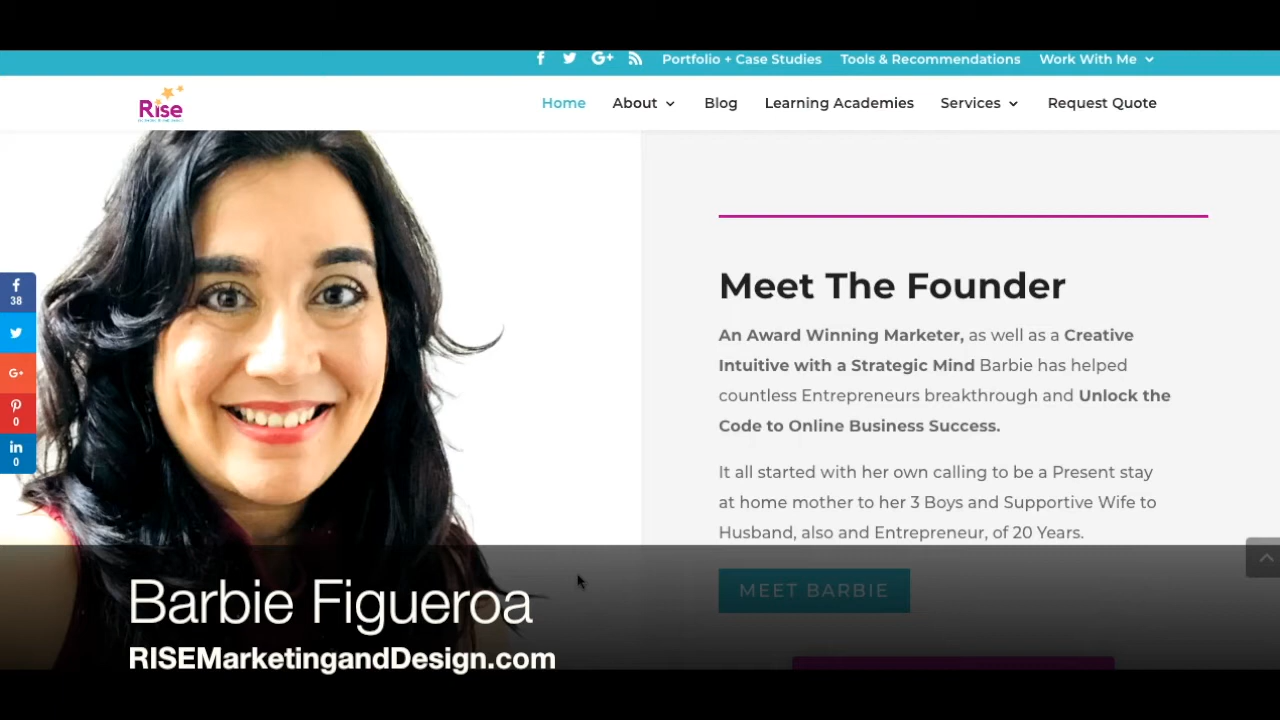 Portfolio + Case Studies Tools & Recommendations Work With Me
Rise
Home About Blog Learning Academies Services Request Quote
38
G+
0
in
0
Meet The Founder
An Award Winning Marketer, as well as a Creative
Intuitive with a Strategic Mind Barbie has helped
countless Entrepreneurs breakthrough and Unlock the
Code to Online Business Success.
It all started with her own calling to be a Present stay
at home mother to her 3 Boys and Supportive Wife to
Husband, also and Entrepreneur, of 20 Years.
MEET BARBIE
Barbie Figueroa
RISEMarketingandDesign.com